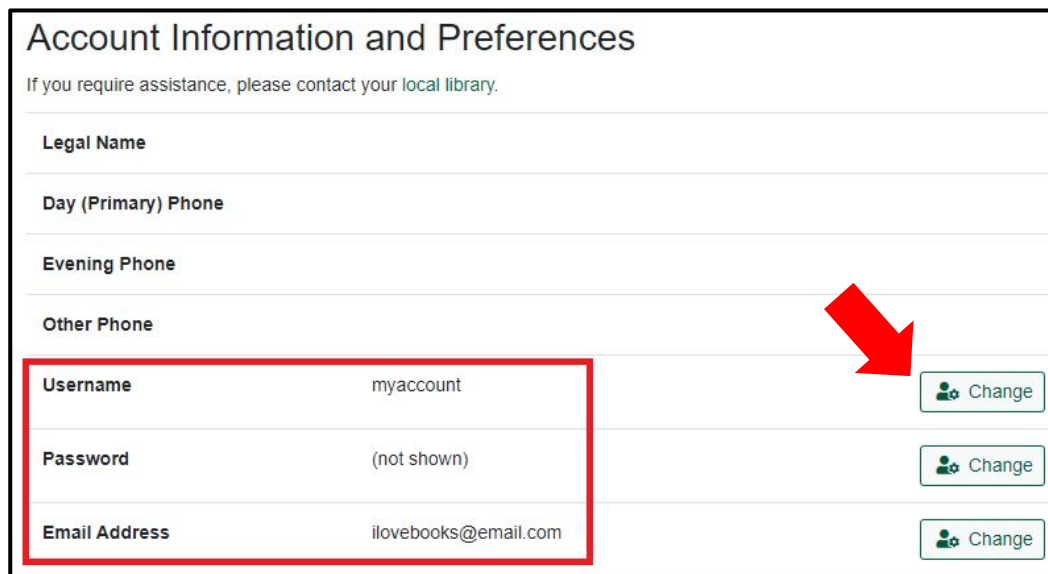 Account Information and Preferences
If you require assistance, please contact your local library.
Legal Name
Day (Primary) Phone
Evening Phone
Other Phone
Username myaccount Change
Password (not shown) Change
Email Address ilovebooks@email.com Change